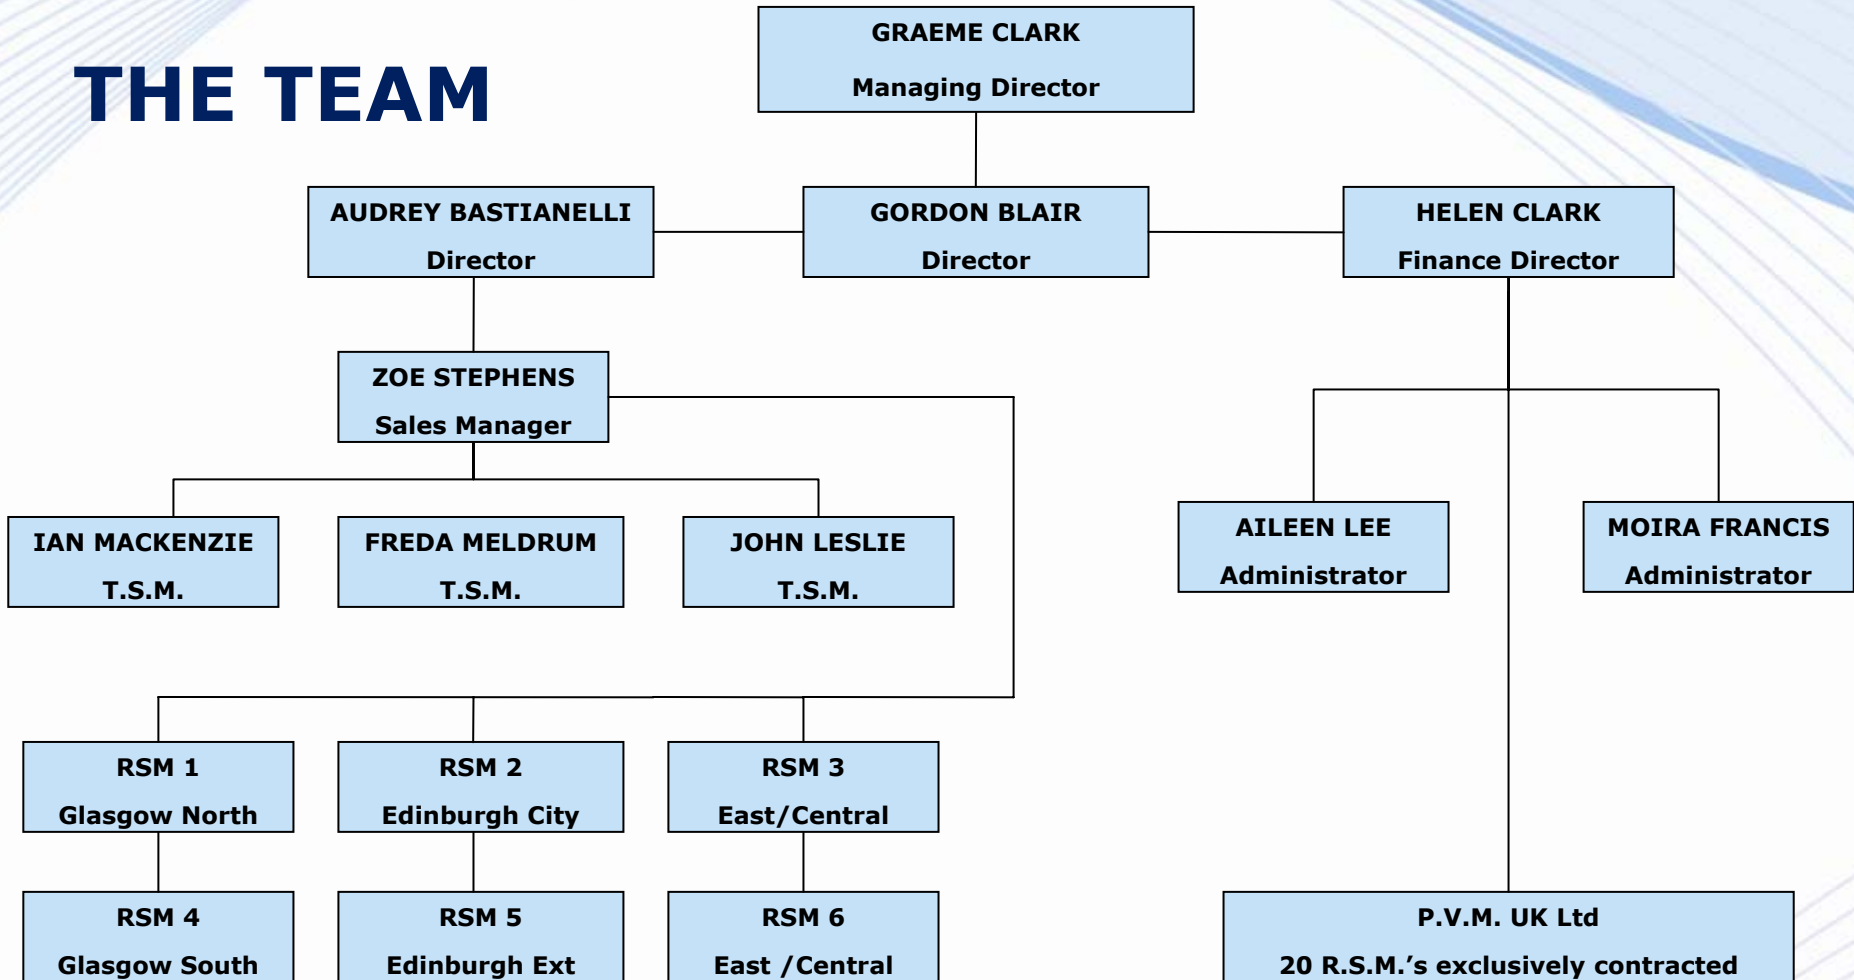 THE TEAM
GRAEME CLARK
Managing Director
AUDREY BASTIANELLI
Director
GORDON BLAIR
Director
HELEN CLARK
Finance Director
ZOE STEPHENS
Sales Manager
IAN MACKENZIE
T.S.M.
FREDA MELDRUM
T.S.M.
JOHN LESLIE
T.S.M.
AILEEN LEE
Administrator
MOIRA FRANCIS
Administrator
RSM 1
Glasgow North
RSM 2
Edinburgh City
RSM 3
East/Central
RSM 4
Glasgow South
RSM 5
Edinburgh Ext
RSM 6
East /Central
P.V.M. UK Ltd
20 R.S.M.’s exclusively contracted